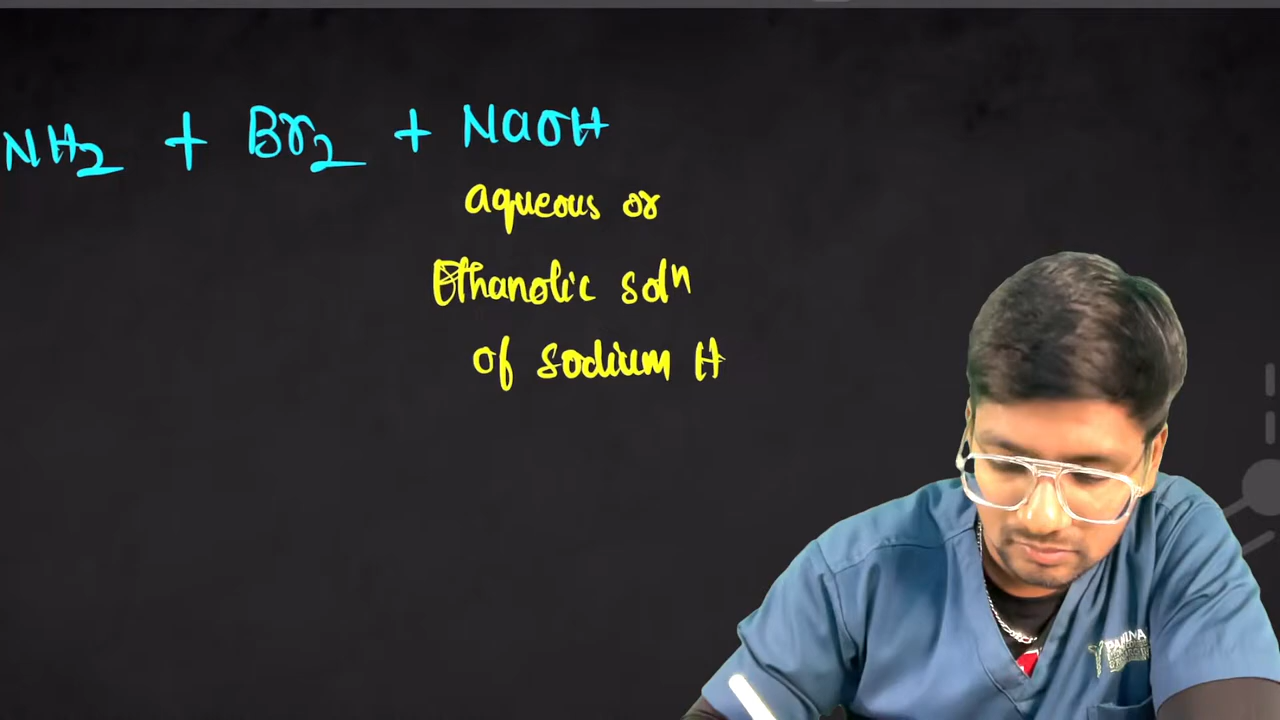 NH2 + Br2 + NaOH
aqueous or
Ethanolic solⁿ
of sodium H